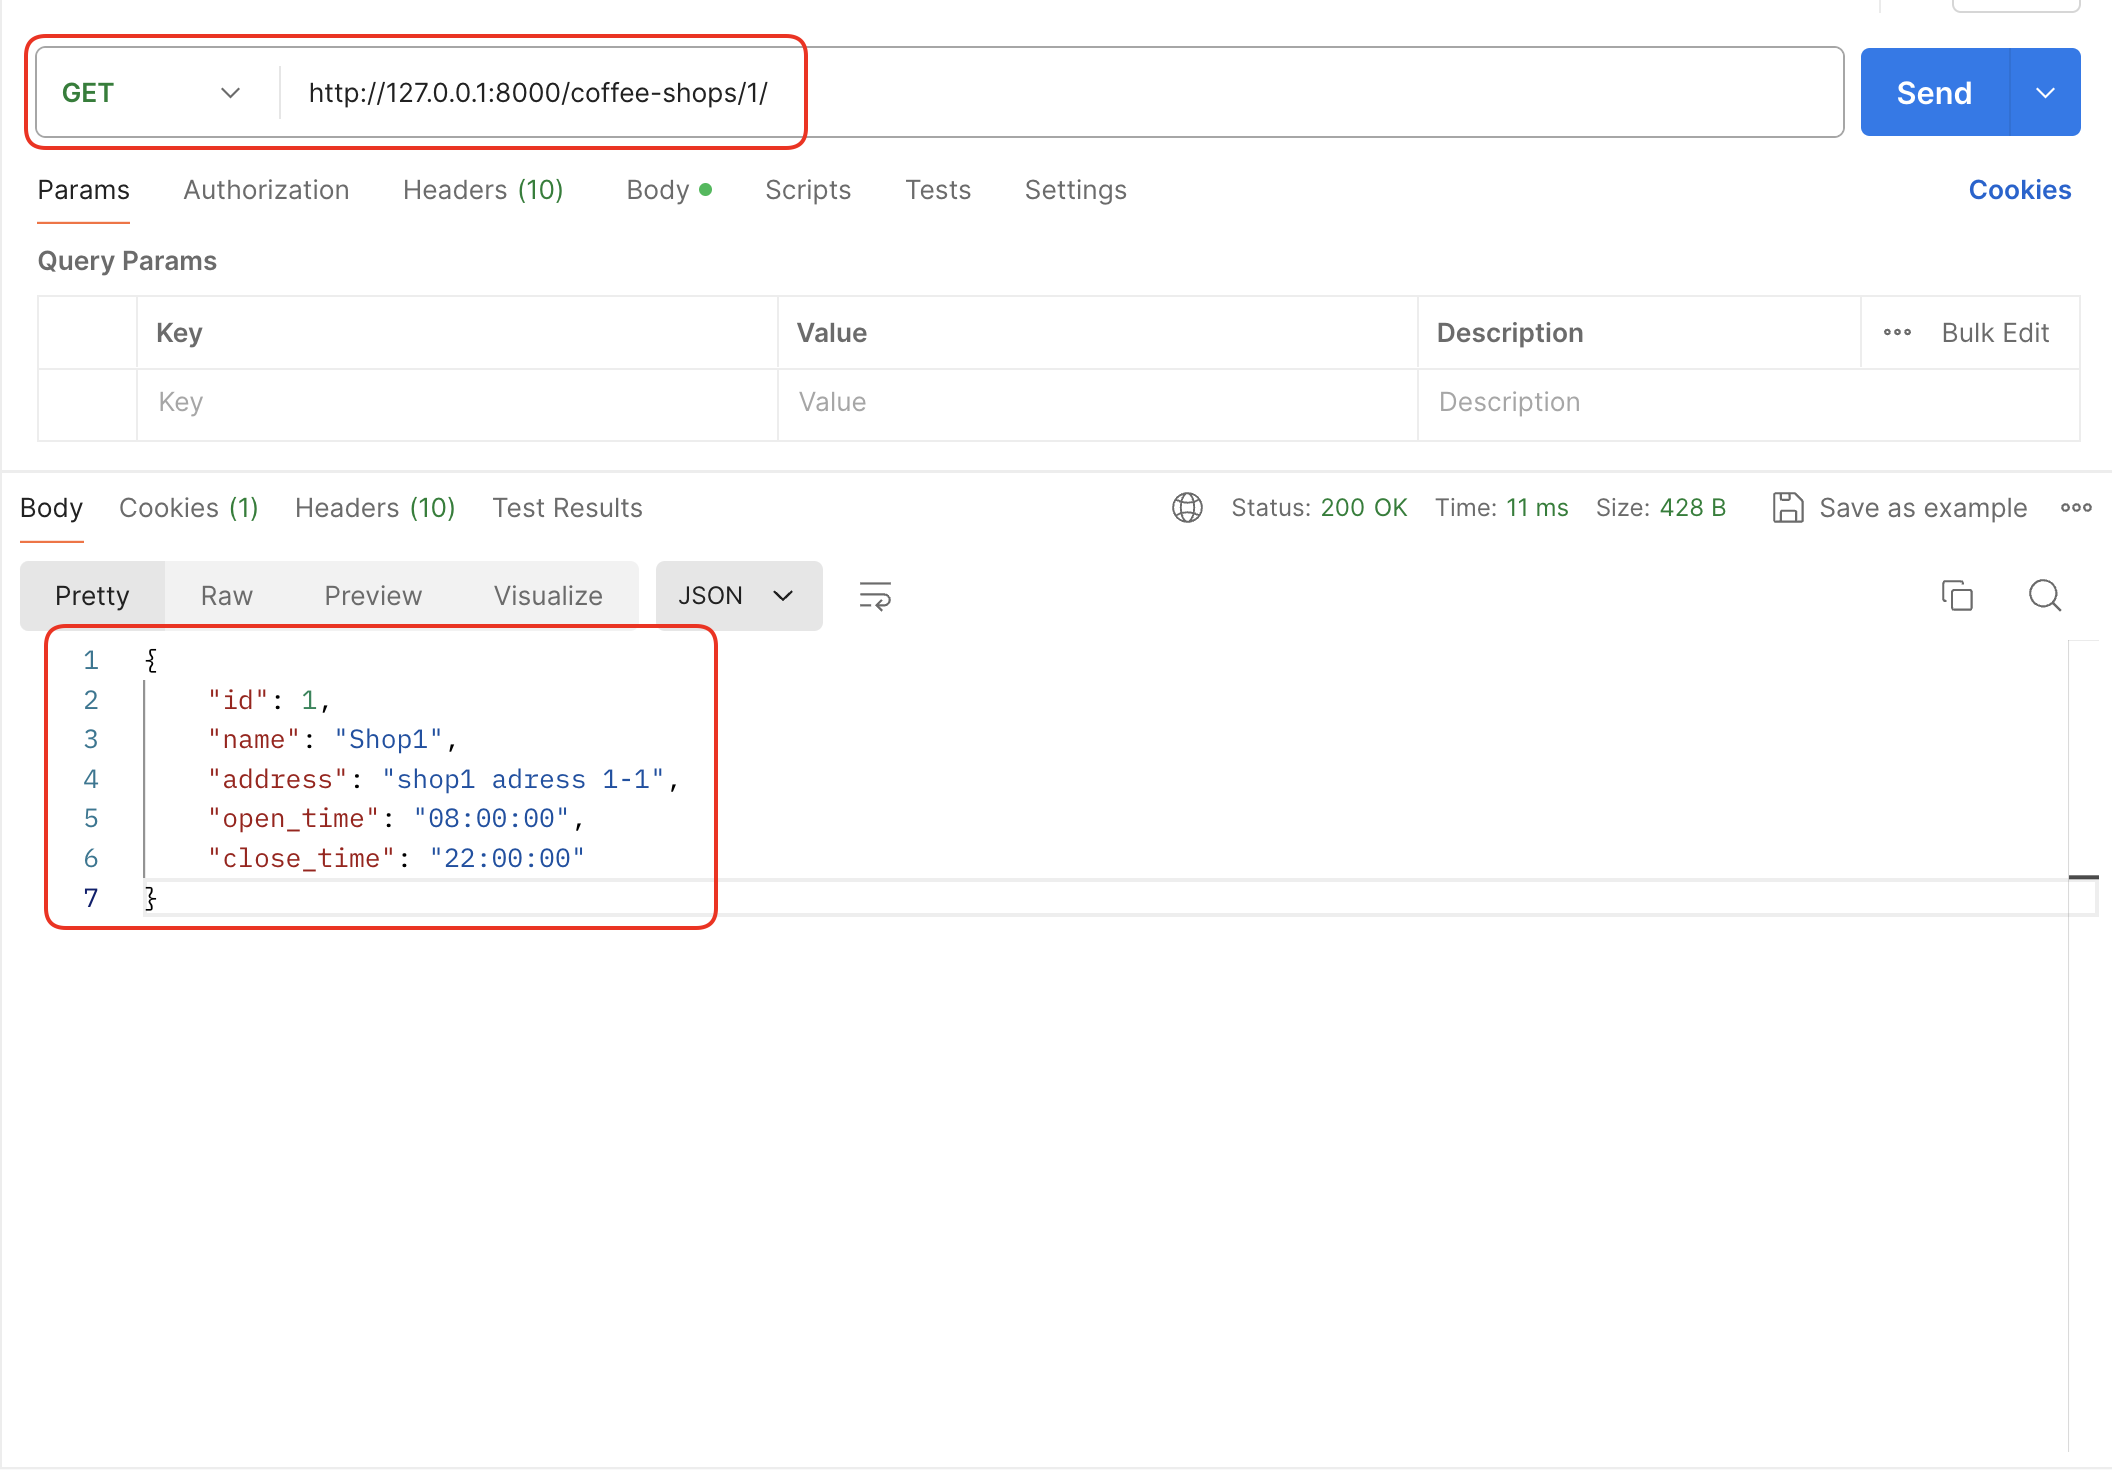 GET http://127.0.0.1:8000/coffee-shops/1/ Send
Params Authorization Headers (10) Body Scripts Tests Settings Cookies
Query Params
Key Value Description Bulk Edit
Key Value Description
Body Cookies (1) Headers (10) Test Results Status: 200 OK Time: 11 ms Size: 428 B Save as example
Pretty Raw Preview Visualize JSON
1 {
2 "id": 1,
3 "name": "Shop1",
4 "address": "shop1 adress 1-1",
5 "open_time": "08:00:00",
6 "close_time": "22:00:00"
7 }